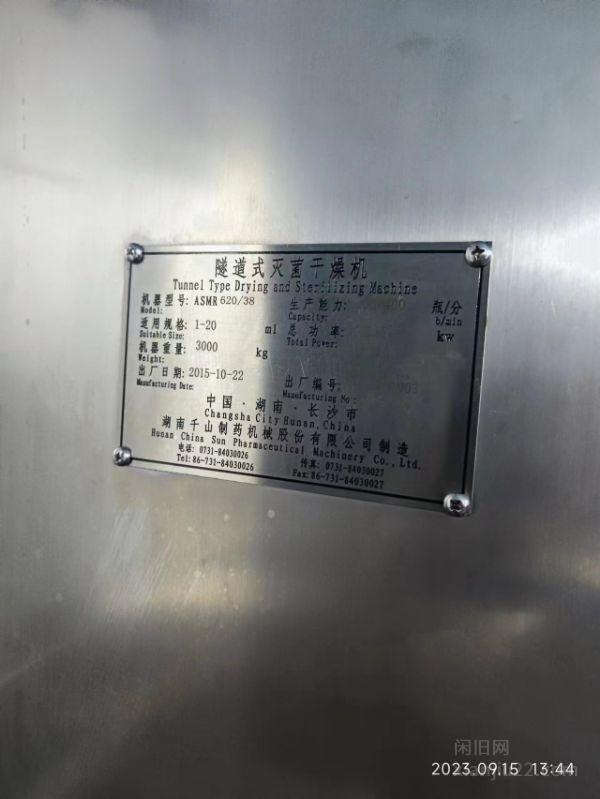 隧道式灭菌干燥机
Tunnel Type Drying and Sterilizing Machine
机器型号: ASMR 620/38 生产能力: 瓶/分
Model: Capacity: b/min
适用规格: 1-20 ml 总功率: kw
Suitable Size: Total Power:
机器重量: 3000 kg
Weight:
出厂日期: 2015-10-22 出厂编号:
Manufacturing Date: Manufacturing No:
中国·湖南·长沙市
Changsha City Hunan, China
湖南千山制药机械股份有限公司制造
Hunan China Sun Pharmaceutical Machinery Co., Ltd.
电话: 0731-84030026 传真: 0731-84030027
Tel: 86-731-84030026 Fax: 86-731-84030027
闲旧网
2023.09.15 13:44